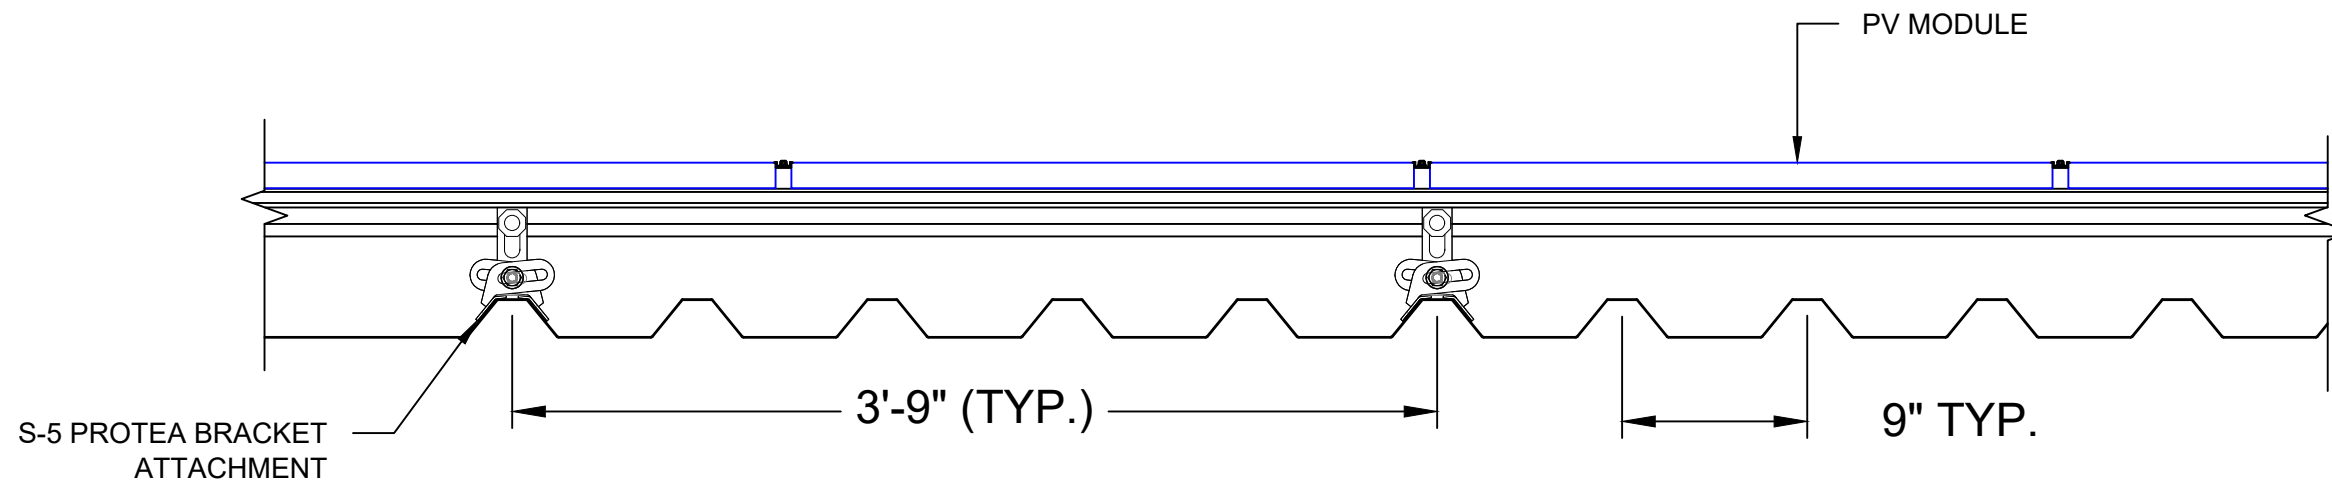 PV MODULE
3'-9" (TYP.)
9" TYP.
S-5 PROTEA BRACKET
ATTACHMENT